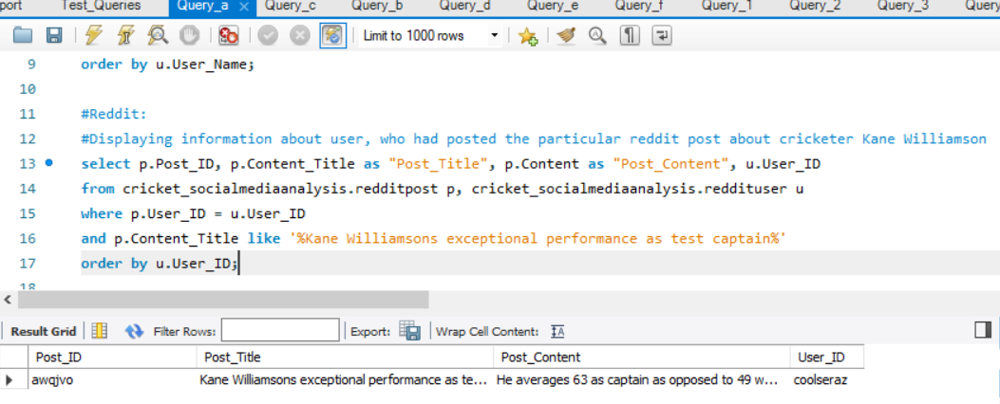 port Test_Queries Query_a × Query_c Query_b Query_d Query_e Query_f Query_1 Query_2 Query_3 Query
Limit to 1000 rows
9 order by u.User_Name;
10
11 #Reddit:
12 #Displaying information about user, who had posted the particular reddit post about cricketer Kane Williamson
13 select p.Post_ID, p.Content_Title as "Post_Title", p.Content as "Post_Content", u.User_ID
14 from cricket_socialmediaanalysis.redditpost p, cricket_socialmediaanalysis.reddituser u
15 where p.User_ID = u.User_ID
16 and p.Content_Title like '%Kane Williamsons exceptional performance as test captain%'
17 order by u.User_ID;
18
Result Grid Filter Rows: Export: Wrap Cell Content: IA
Post_ID Post_Title Post_Content User_ID
awqjvo Kane Williamsons exceptional performance as te... He averages 63 as captain as opposed to 49 w... coolseraz